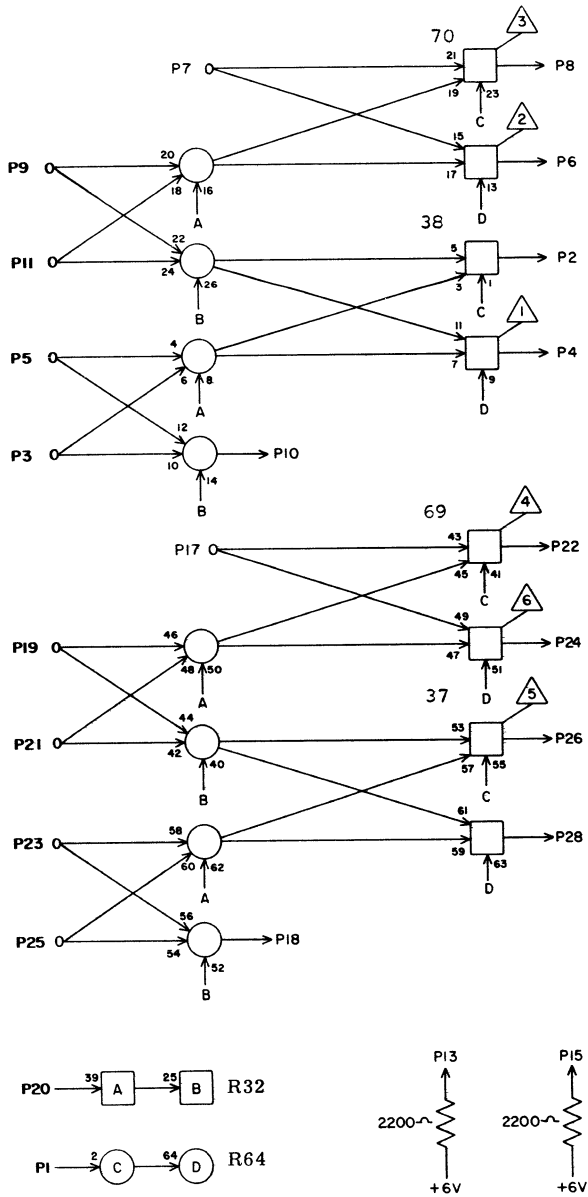 70 3
P7 O 21 P8
19 23
C
2
P9 O 20 15 P6
18 16 17 13
A D
38
P11 O 22 5 P2
24 26 3 1
B C
1
P5 O 4 11 P4
6 8 7 9
A D
12
P3 O 10 14 P10
B
69 4
P17 O 43 P22
45 41
C
6
P19 O 46 49 P24
48 50 47 51
A D
37 5
P21 O 44 53 P26
42 40 57 55
B C
P23 O 58 61 P28
60 62 59 63
A D
56
P25 O 54 52 P18
B
P13 P15
P20 39 A 25 B R32
2200 2200
P1 2 C 64 D R64
+6V +6V